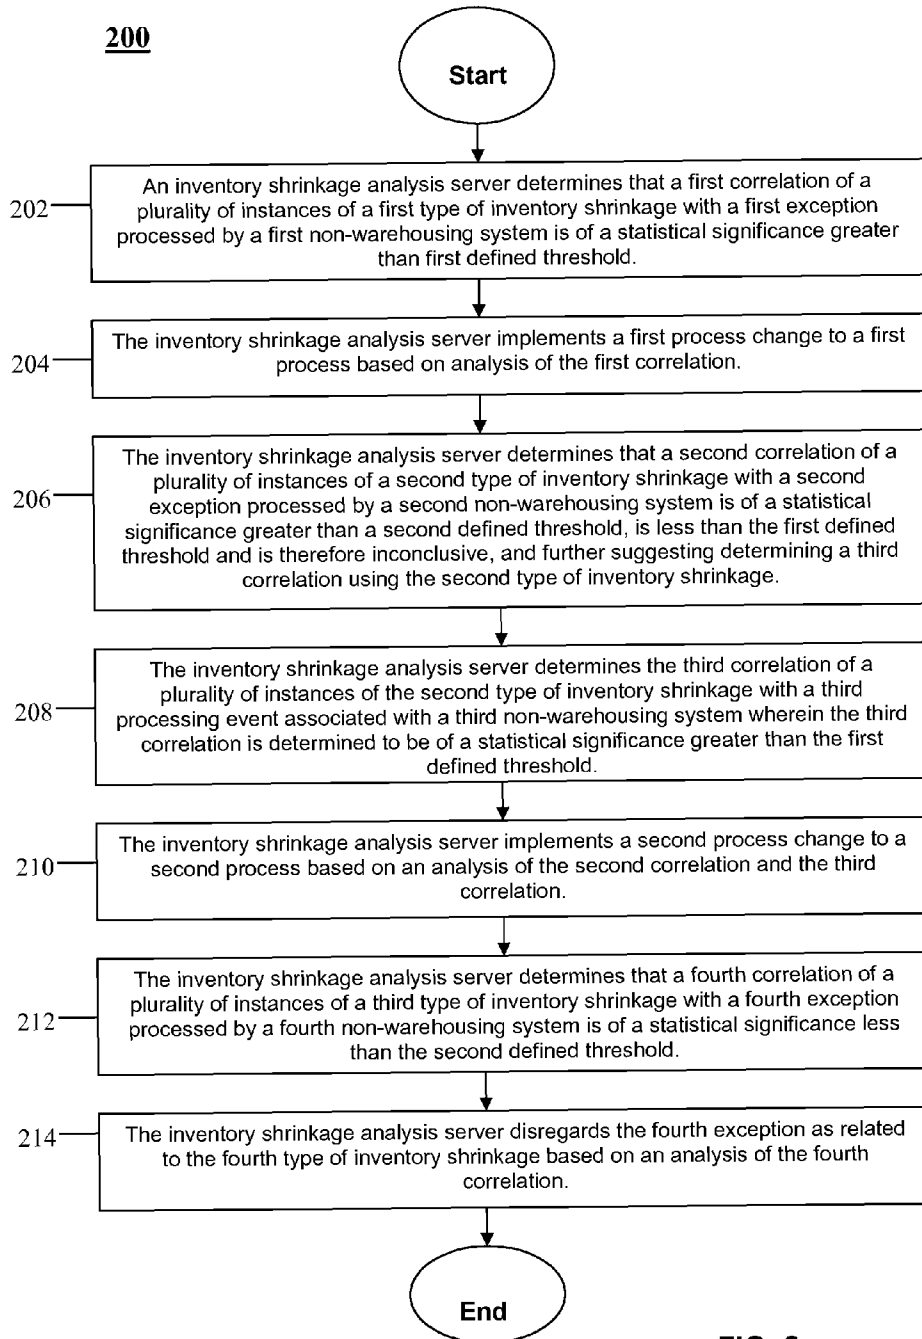 200
Start
202
An inventory shrinkage analysis server determines that a first correlation of a
plurality of instances of a first type of inventory shrinkage with a first exception
processed by a first non-warehousing system is of a statistical significance greater
than first defined threshold.
204
The inventory shrinkage analysis server implements a first process change to a first
process based on analysis of the first correlation.
206
The inventory shrinkage analysis server determines that a second correlation of a
plurality of instances of a second type of inventory shrinkage with a second
exception processed by a second non-warehousing system is of a statistical
significance greater than a second defined threshold, is less than the first defined
threshold and is therefore inconclusive, and further suggesting determining a third
correlation using the second type of inventory shrinkage.
208
The inventory shrinkage analysis server determines the third correlation of a
plurality of instances of the second type of inventory shrinkage with a third
processing event associated with a third non-warehousing system wherein the third
correlation is determined to be of a statistical significance greater than the first
defined threshold.
210
The inventory shrinkage analysis server implements a second process change to a
second process based on an analysis of the second correlation and the third
correlation.
212
The inventory shrinkage analysis server determines that a fourth correlation of a
plurality of instances of a third type of inventory shrinkage with a fourth exception
processed by a fourth non-warehousing system is of a statistical significance less
than the second defined threshold.
214
The inventory shrinkage analysis server disregards the fourth exception as related
to the fourth type of inventory shrinkage based on an analysis of the fourth
correlation.
End